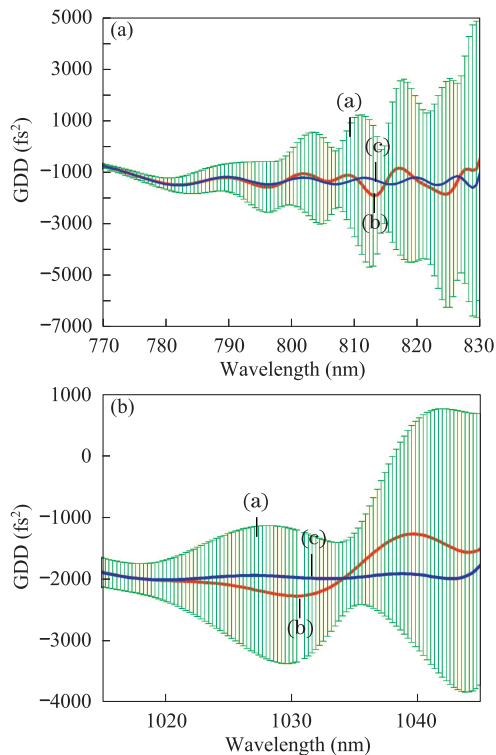 (a)
5000
3000
1000
−1000
−3000
−5000
−7000
GDD (fs²)
(a)
(c)
(b)
770 780 790 800 810 820 830
Wavelength (nm)
(b)
1000
0
−1000
−2000
−3000
−4000
GDD (fs²)
(a)
(c)
(b)
1020 1030 1040
Wavelength (nm)